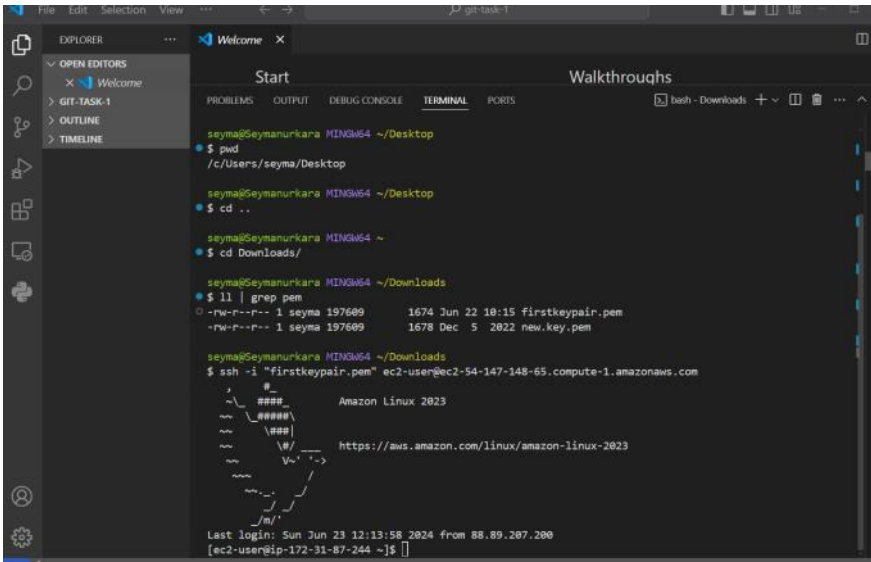 File Edit Selection View ... git-task-1
EXPLORER ...
Welcome
OPEN EDITORS
Welcome
GIT-TASK-1
OUTLINE
TIMELINE
Start Walkthroughs
PROBLEMS OUTPUT DEBUG CONSOLE TERMINAL PORTS bash - Downloads
seyma@Seymanurkara MINGW64 ~/Desktop
$ pwd
/c/Users/seyma/Desktop
seyma@Seymanurkara MINGW64 ~/Desktop
$ cd ..
seyma@Seymanurkara MINGW64 ~
$ cd Downloads/
seyma@Seymanurkara MINGW64 ~/Downloads
$ ll | grep pem
-rw-r--r-- 1 seyma 197609 1674 Jun 22 10:15 firstkeypair.pem
-rw-r--r-- 1 seyma 197609 1678 Dec 5 2022 new.key.pem
seyma@Seymanurkara MINGW64 ~/Downloads
$ ssh -i "firstkeypair.pem" ec2-user@ec2-54-147-148-65.compute-1.amazonaws.com
   ,     #_
   ~\_  ####_        Amazon Linux 2023
  ~~  \_#####\
  ~~     \###|
  ~~       \#/ ___   https://aws.amazon.com/linux/amazon-linux-2023
   ~~       V~' '->
    ~~~         /
      ~~._.   _/
         _/ _/
       _/m/'
Last login: Sun Jun 23 12:13:58 2024 from 88.89.207.200
[ec2-user@ip-172-31-87-244 ~]$